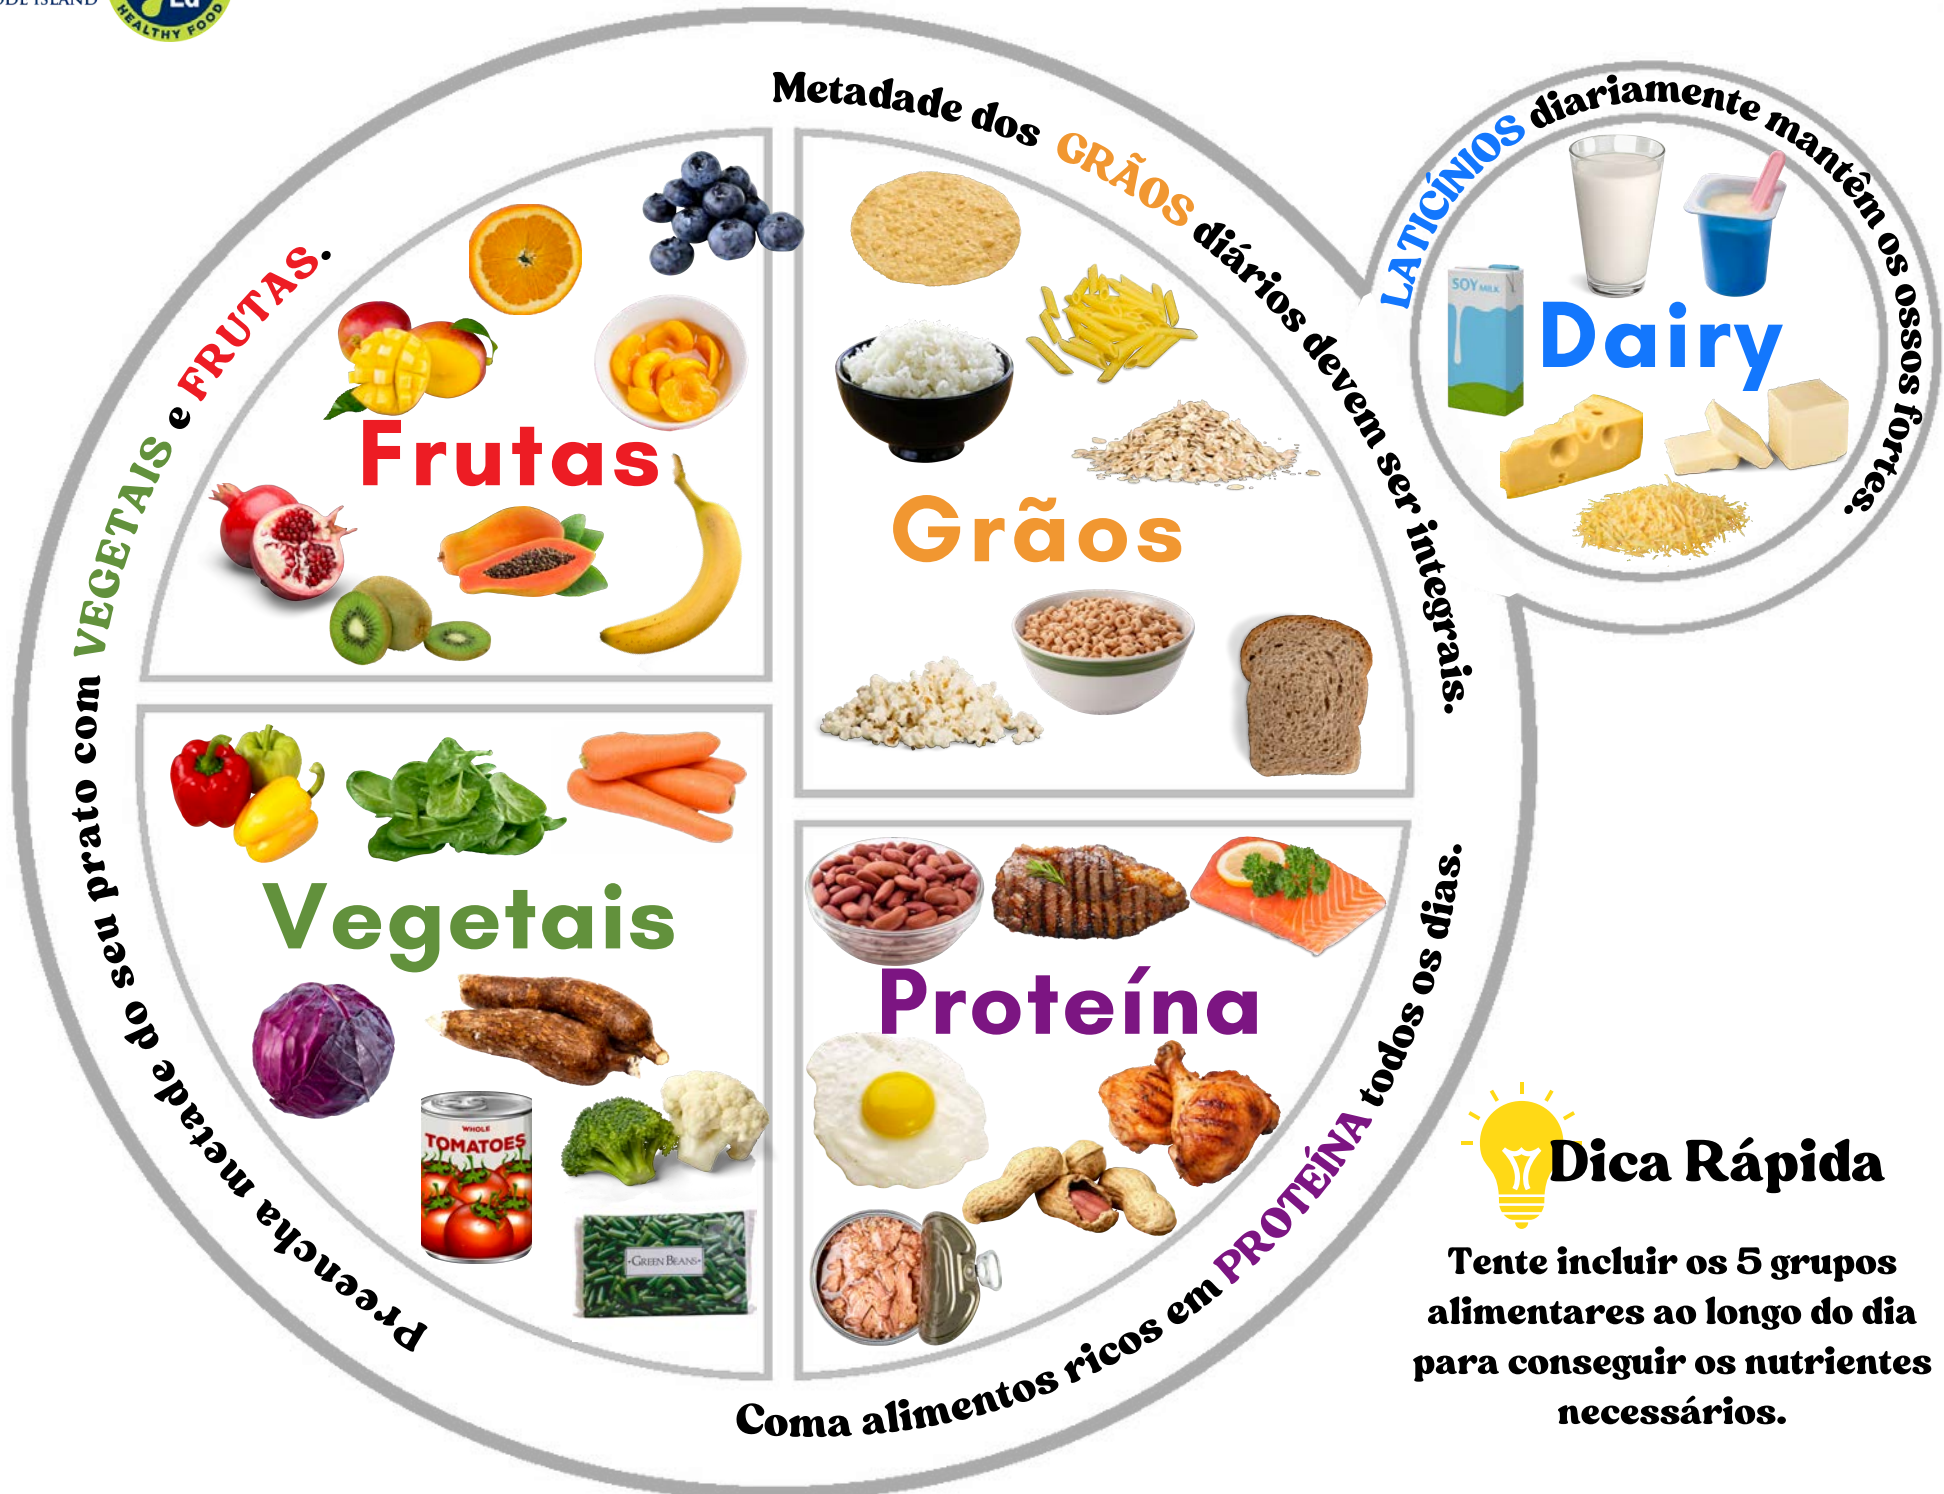 HEALTHY FOOD
Metadade dos GRÃOS diários devem ser integrais.
LATICÍNIOS diariamente mantêm os ossos fortes.
Preencha metade do seu prato com VEGETAIS e FRUTAS.
Coma alimentos ricos em PROTEÍNA todos os dias.
Frutas
Grãos
SOY MILK
Dairy
Vegetais
WHOLE
TOMATOES
GREEN BEANS
Proteína
Dica Rápida
Tente incluir os 5 grupos
alimentares ao longo do dia
para conseguir os nutrientes
necessários.